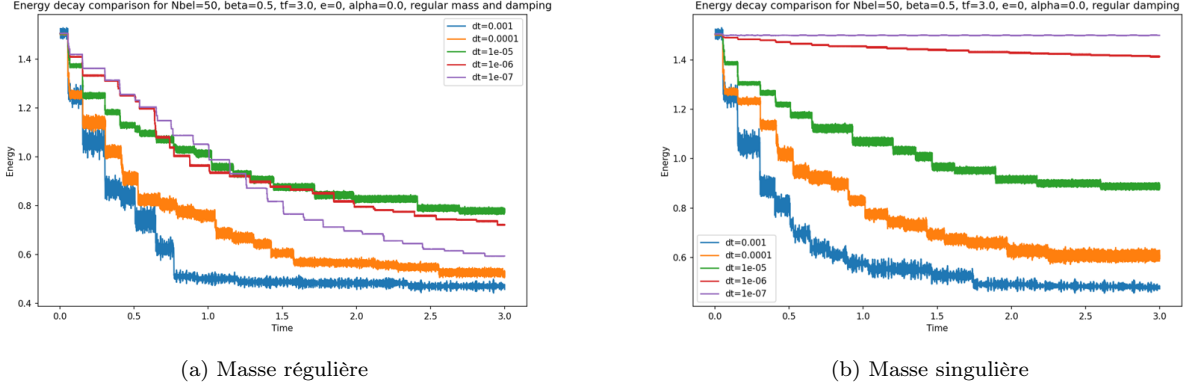 Energy decay comparison for Nbel=50, beta=0.5, tf=3.0, e=0, alpha=0.0, regular mass and damping
Energy
1.4
1.2
1.0
0.8
0.6
0.4
0.0
0.5
1.0
1.5
2.0
2.5
3.0
Time
dt=0.001
dt=0.0001
dt=1e-05
dt=1e-06
dt=1e-07
(a) Masse régulière
Energy decay comparison for Nbel=50, beta=0.5, tf=3.0, e=0, alpha=0.0, regular damping
Energy
1.4
1.2
1.0
0.8
0.6
dt=0.001
dt=0.0001
dt=1e-05
dt=1e-06
dt=1e-07
0.0
0.5
1.0
1.5
2.0
2.5
3.0
Time
(b) Masse singulière